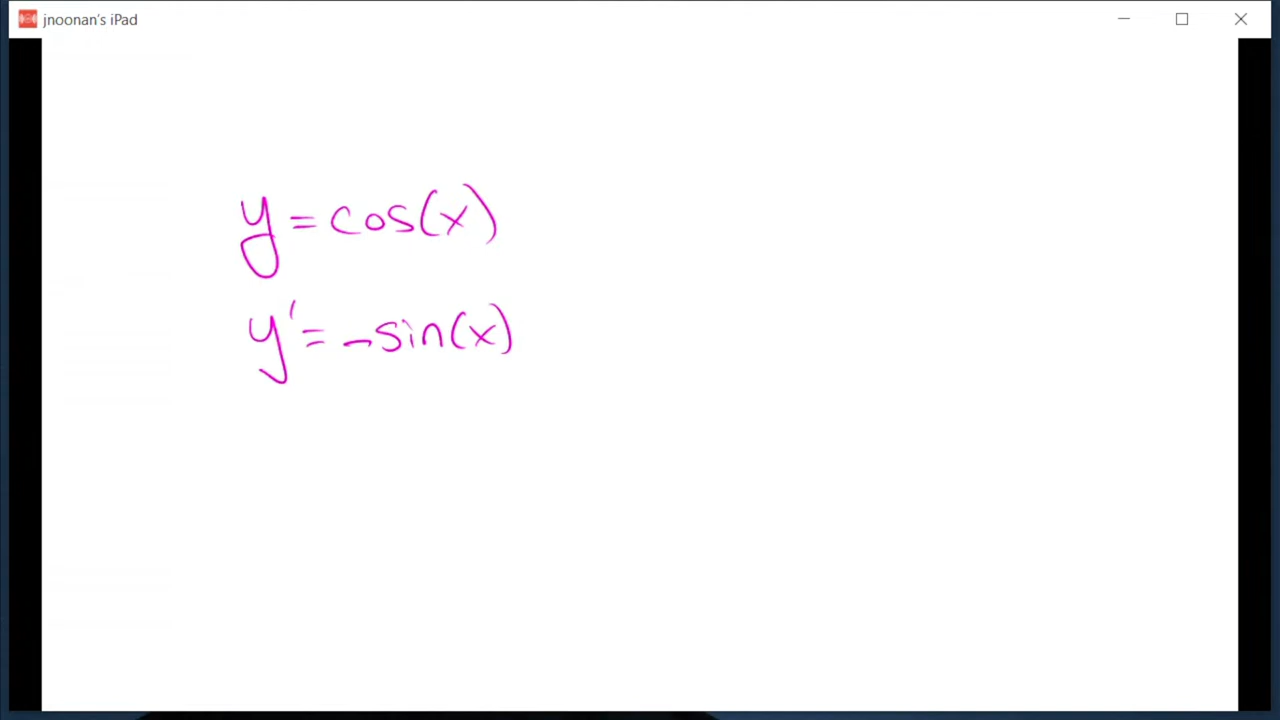 jnoonan's iPad
y = cos(x)
y' = -sin(x)